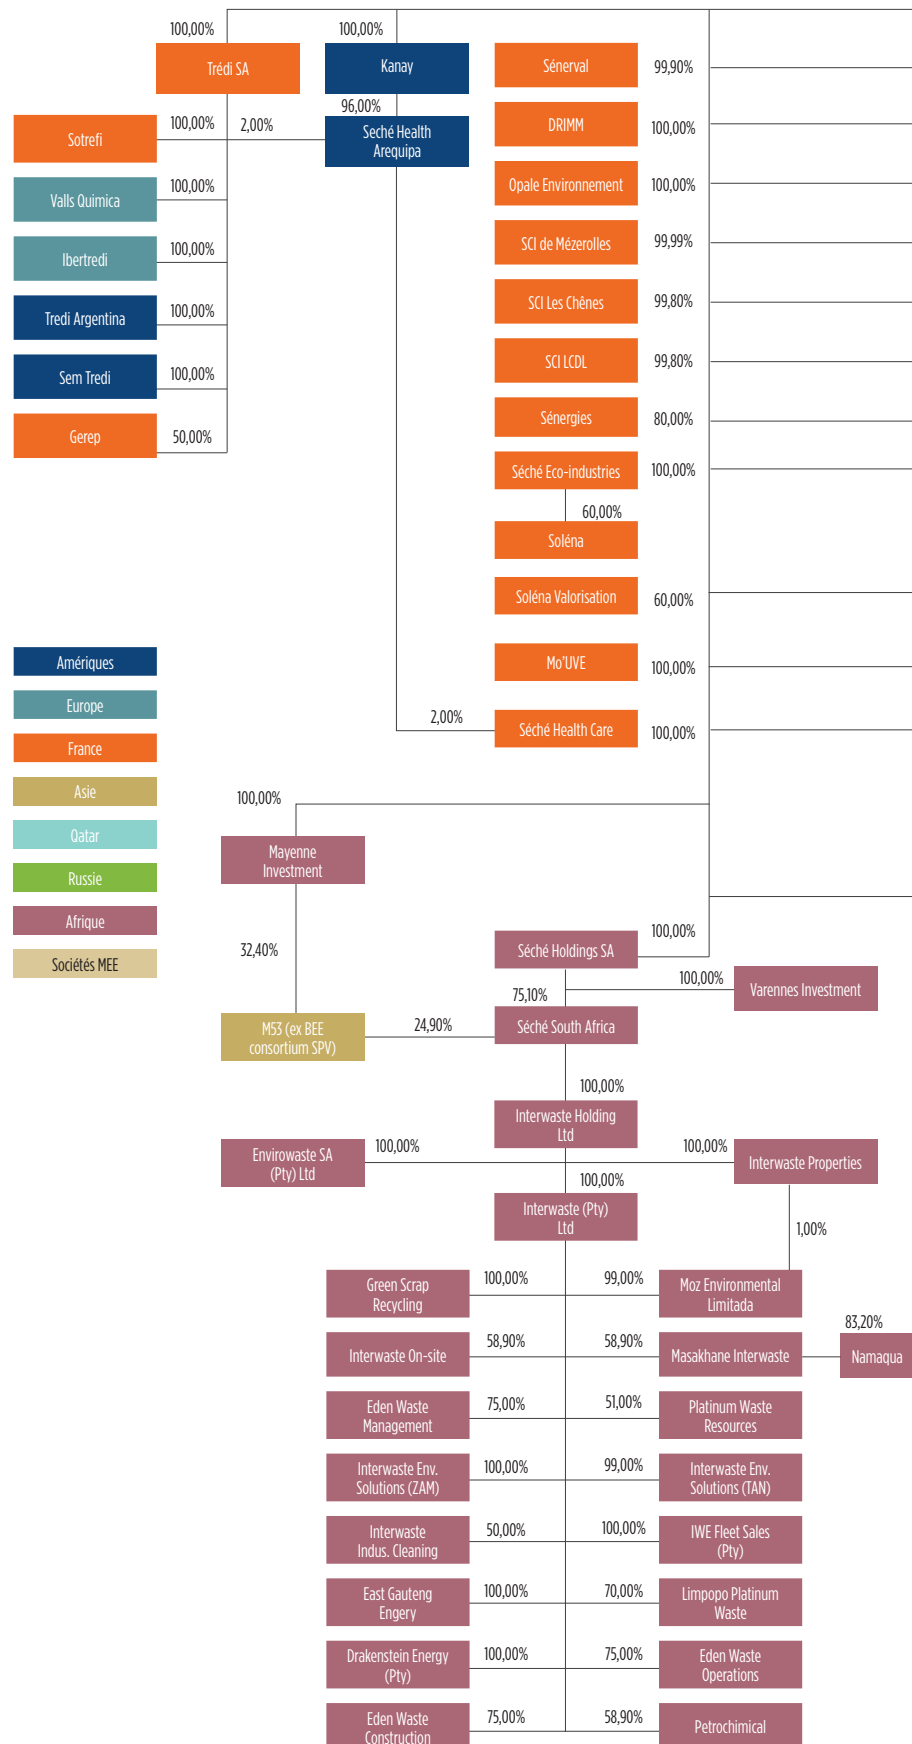 100,00%
100,00%
Trédi SA
Kanay
96,00%
Seché Health
Arequipa
100,00%
2,00%
Sotrefi
Valls Quimica
100,00%
Ibertredi
100,00%
Tredi Argentina
100,00%
Sem Tredi
100,00%
Gerep
50,00%
Sénerval
99,90%
DRIMM
100,00%
Opale Environnement
100,00%
SCI de Mézerolles
99,99%
SCI Les Chênes
99,80%
SCI LCDL
99,80%
Sénergies
80,00%
Séché Eco-industries
100,00%
60,00%
Soléna
Soléna Valorisation
60,00%
Mo'UVE
100,00%
2,00%
Séché Health Care
100,00%
Amériques
Europe
France
Asie
Qatar
Russie
Afrique
Sociétés MEE
100,00%
Mayenne
Investment
32,40%
Séché Holdings SA
100,00%
100,00%
Varennes Investment
75,10%
M53 (ex BEE
consortium SPV)
24,90%
Séché South Africa
100,00%
Interwaste Holding
Ltd
Envirowaste SA
(Pty) Ltd
100,00%
100,00%
Interwaste Properties
100,00%
Interwaste (Pty)
Ltd
1,00%
Green Scrap
Recycling
100,00%
99,00%
Moz Environmental
Limitada
Interwaste On-site
58,90%
58,90%
Masakhane Interwaste
83,20%
Namaqua
Eden Waste
Management
75,00%
51,00%
Platinum Waste
Resources
Interwaste Env.
Solutions (ZAM)
100,00%
99,00%
Interwaste Env.
Solutions (TAN)
Interwaste
Indus. Cleaning
50,00%
100,00%
IWE Fleet Sales
(Pty)
East Gauteng
Engery
100,00%
70,00%
Limpopo Platinum
Waste
Drakenstein Energy
(Pty)
100,00%
75,00%
Eden Waste
Operations
Eden Waste
Construction
75,00%
58,90%
Petrochimical